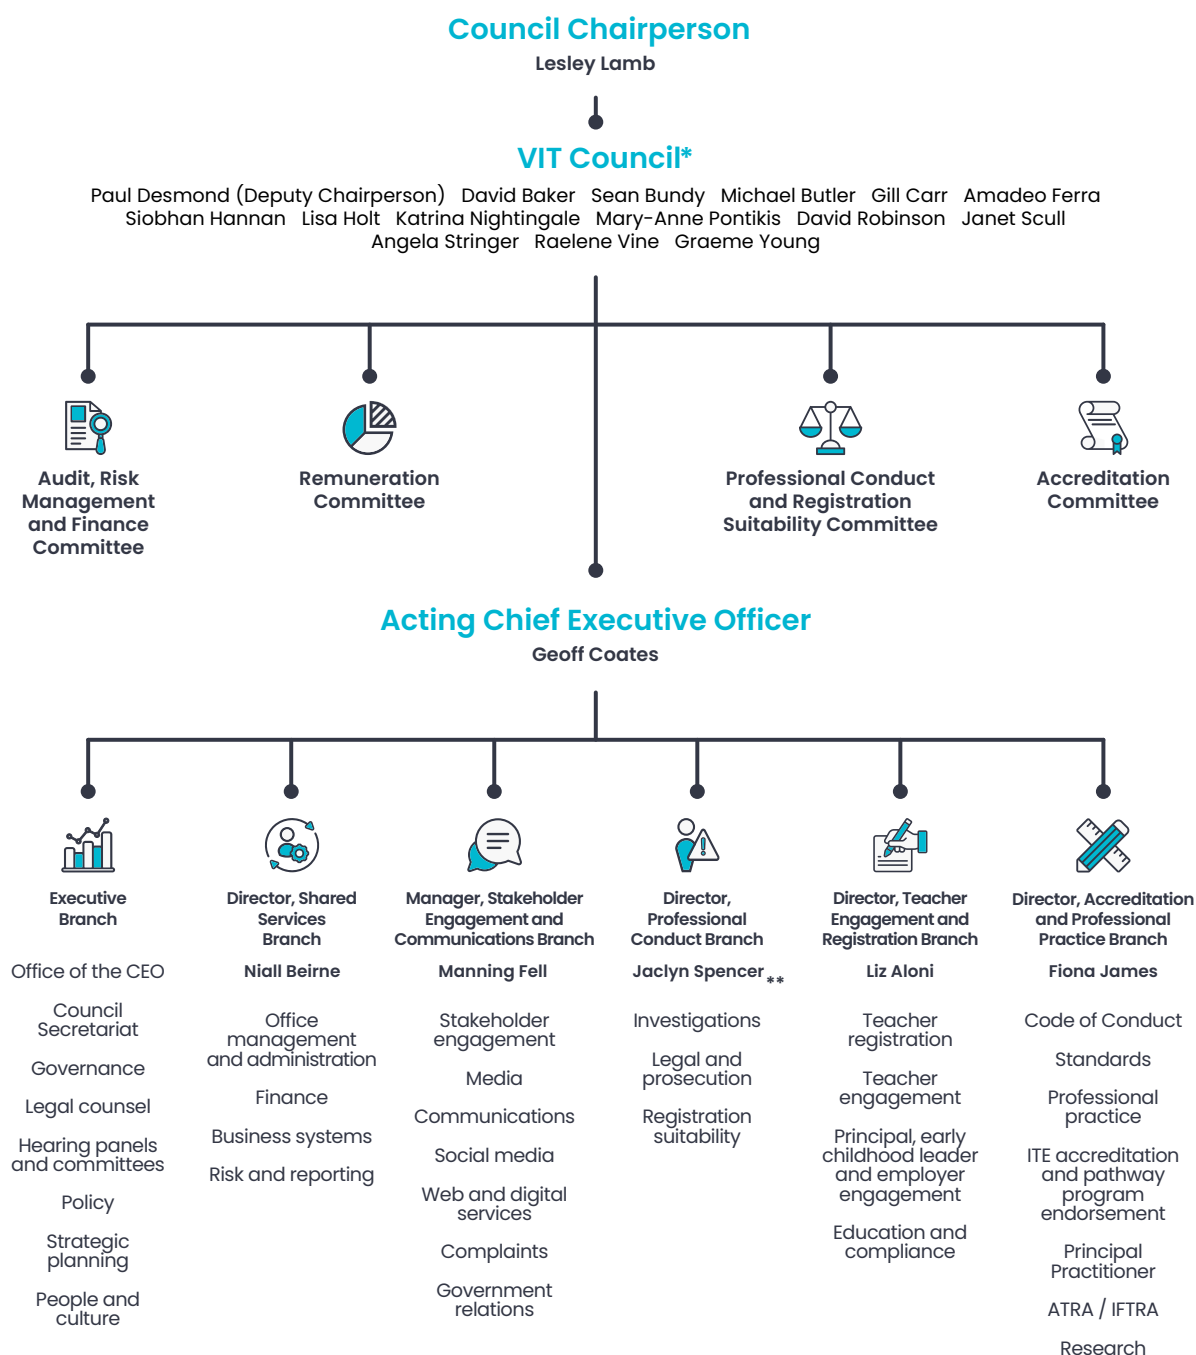 Council Chairperson
Lesley Lamb
VIT Council*
Paul Desmond (Deputy Chairperson) David Baker Sean Bundy Michael Butler Gill Carr Amadeo Ferra
Siobhan Hannan Lisa Holt Katrina Nightingale Mary-Anne Pontikis David Robinson Janet Scull
Angela Stringer Raelene Vine Graeme Young
Audit, Risk
Management
and Finance
Committee
Remuneration
Committee
Professional Conduct
and Registration
Suitability Committee
Accreditation
Committee
Acting Chief Executive Officer
Geoff Coates
Executive
Branch
Office of the CEO
Council
Secretariat
Governance
Legal counsel
Hearing panels
and committees
Policy
Strategic
planning
People and
culture
Director, Shared
Services
Branch
Niall Beirne
Office
management
and administration
Finance
Business systems
Risk and reporting
Manager, Stakeholder
Engagement and
Communications Branch
Manning Fell
Stakeholder
engagement
Media
Communications
Social media
Web and digital
services
Complaints
Government
relations
Director,
Professional
Conduct Branch
Jaclyn Spencer**
Investigations
Legal and
prosecution
Registration
suitability
Director, Teacher
Engagement and
Registration Branch
Liz Aloni
Teacher
registration
Teacher
engagement
Principal, early
childhood leader
and employer
engagement
Education and
compliance
Director, Accreditation
and Professional
Practice Branch
Fiona James
Code of Conduct
Standards
Professional
practice
ITE accreditation
and pathway
program
endorsement
Principal
Practitioner
ATRA / IFTRA
Research